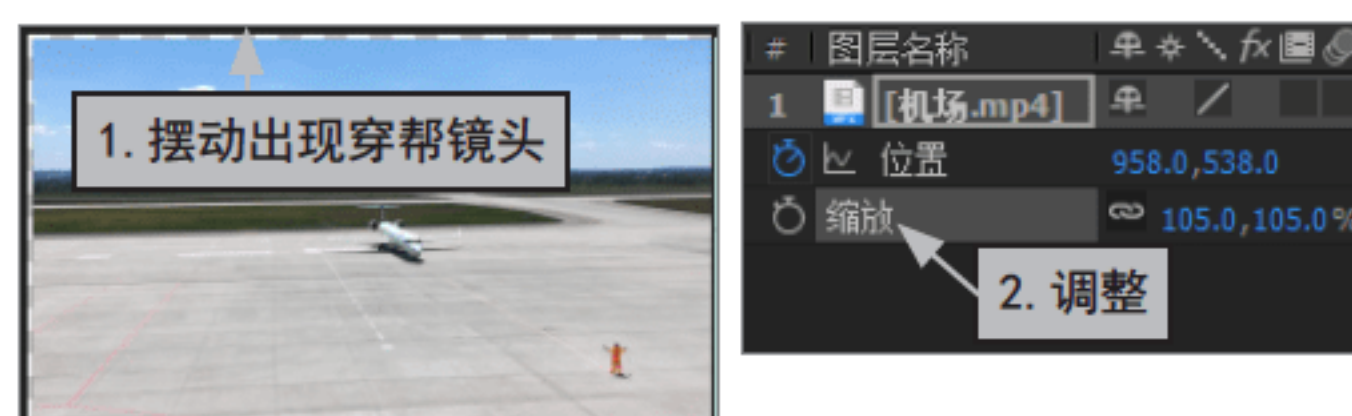 1. 摆动出现穿帮镜头
# 图层名称 fx
1 [机场.mp4]
位置 958.0,538.0
缩放 105.0,105.0%
2. 调整